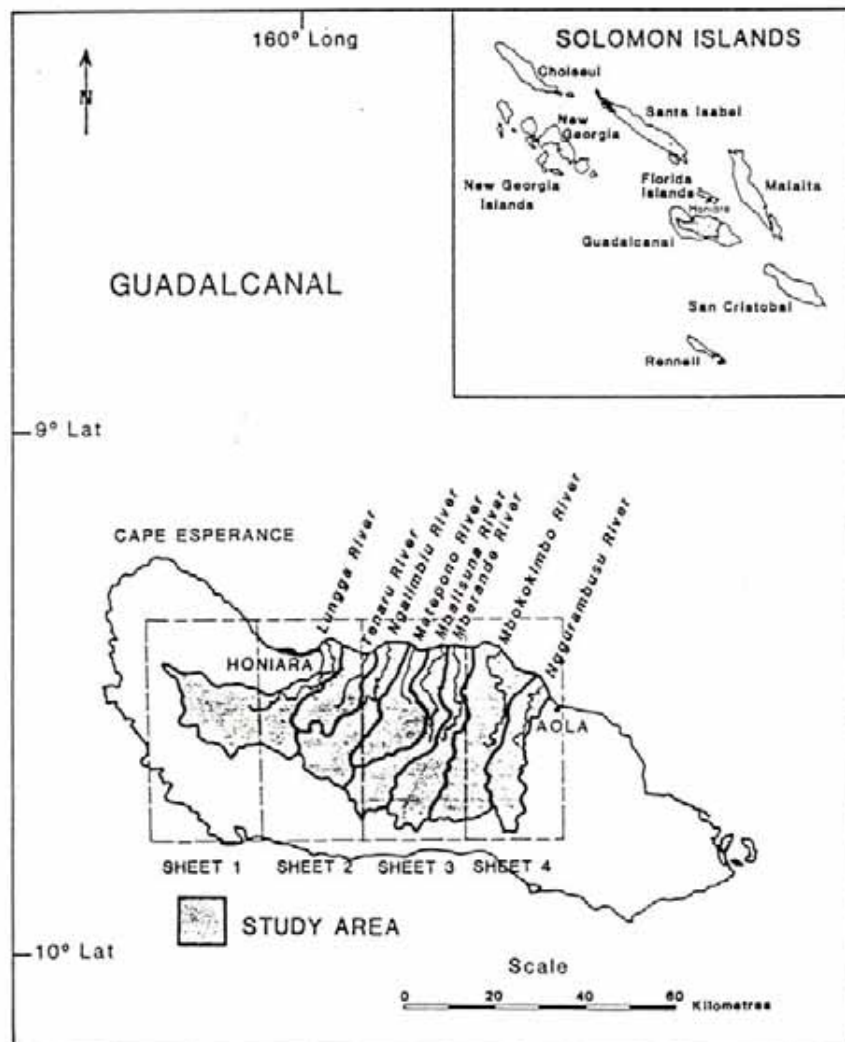 160° Long
N
SOLOMON ISLANDS
Choiseul
Santa Isabel
New
Georgia
Florida
Islands
Malaita
New Georgia
Islands
Honiara
Guadalcanal
San Cristobal
Rennell
GUADALCANAL
9° Lat
CAPE ESPERANCE
Lungga River
Tenaru River
Ngalimbiu River
Matepono River
Mbalisuna River
Mberande River
Mbokokimbo River
Nggurambusu River
HONIARA
AOLA
SHEET 1
SHEET 2
SHEET 3
SHEET 4
STUDY AREA
10° Lat
Scale
0 20 40 60
Kilometres